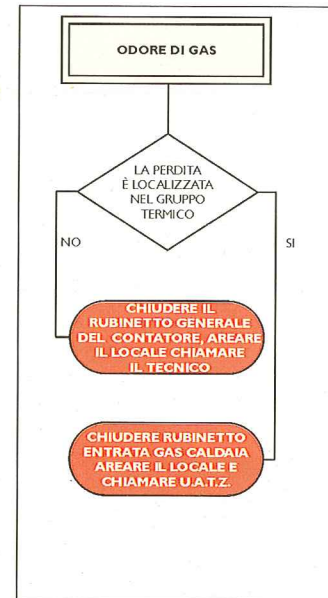 ODORE DI GAS
LA PERDITA
È LOCALIZZATA
NEL GRUPPO
TERMICO
NO
SI
CHIUDERE IL
RUBINETTO GENERALE
DEL CONTATORE, AREARE
IL LOCALE CHIAMARE
IL TECNICO
CHIUDERE RUBINETTO
ENTRATA GAS CALDAIA
AREARE IL LOCALE E
CHIAMARE U.A.T.Z.